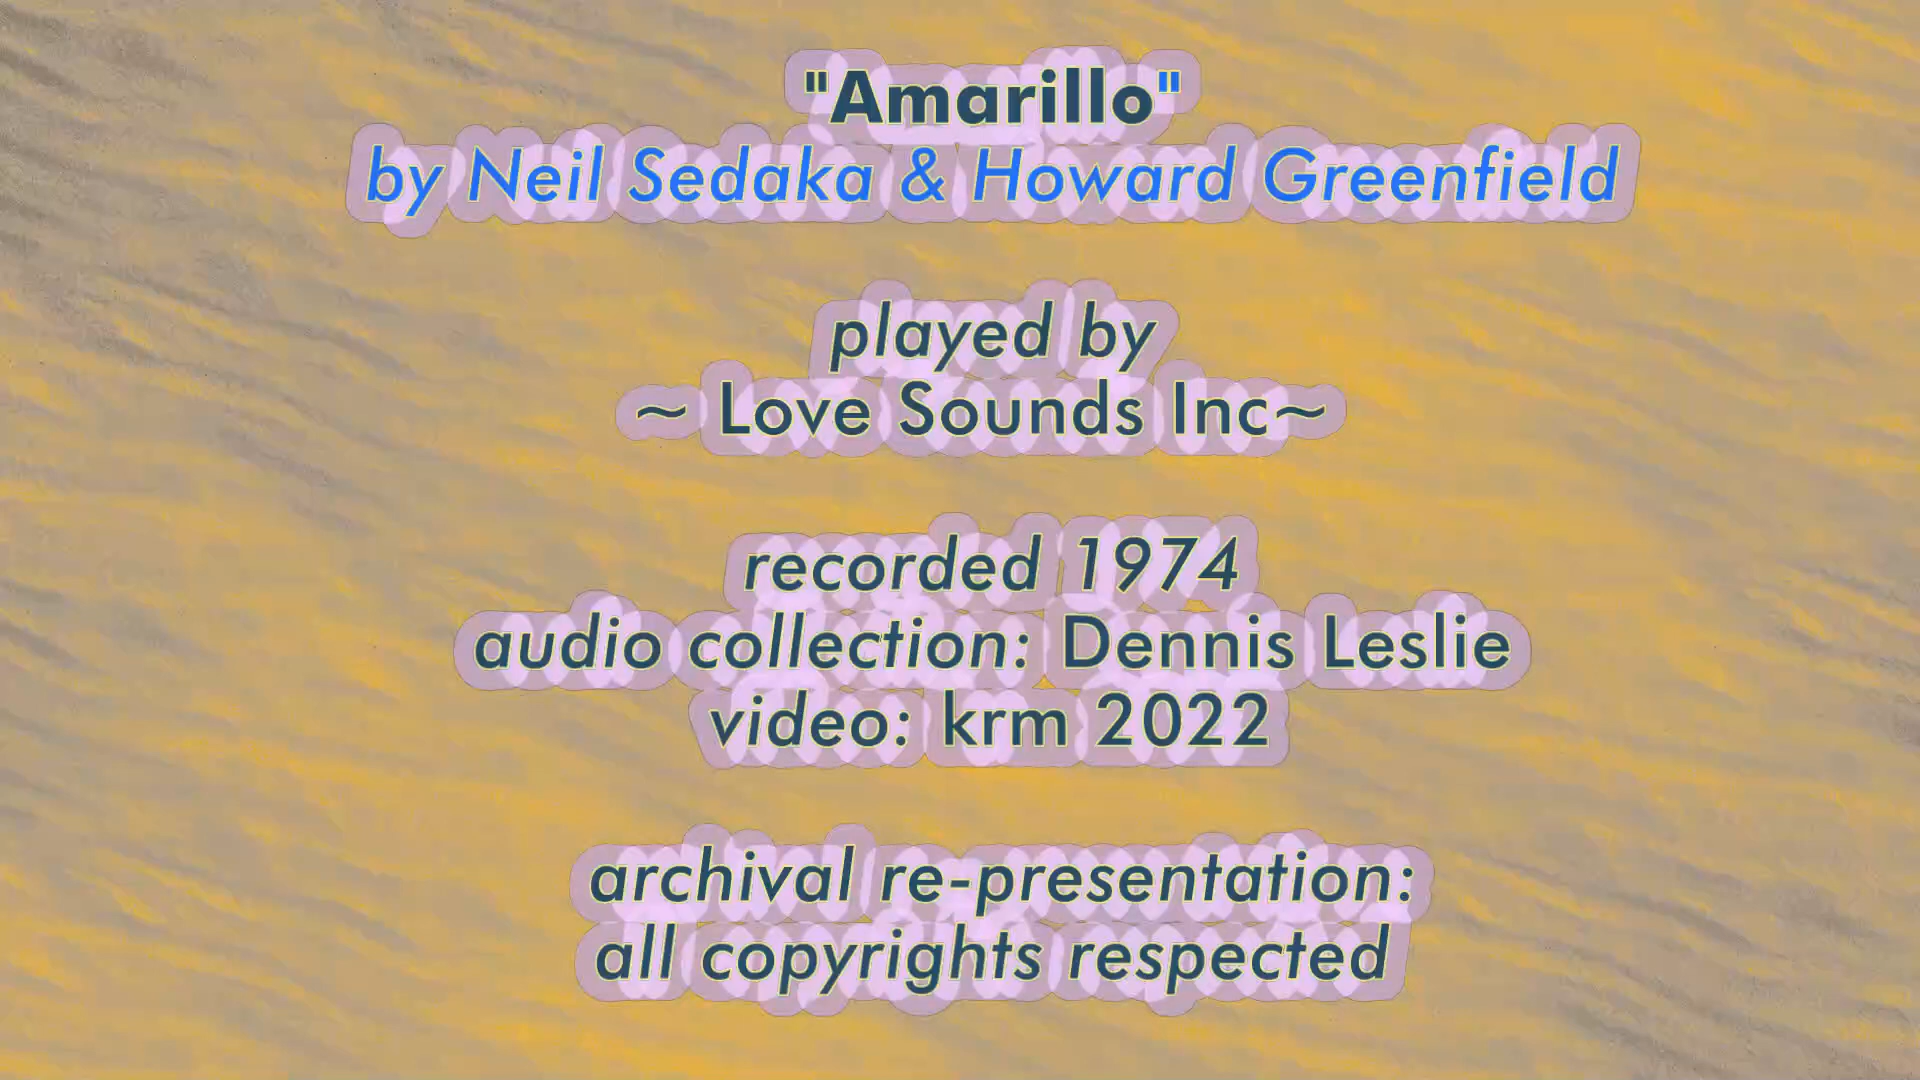 "Amarillo"
by Neil Sedaka & Howard Greenfield
played by
~ Love Sounds Inc~
recorded 1974
audio collection: Dennis Leslie
video: krm 2022
archival re-presentation:
all copyrights respected